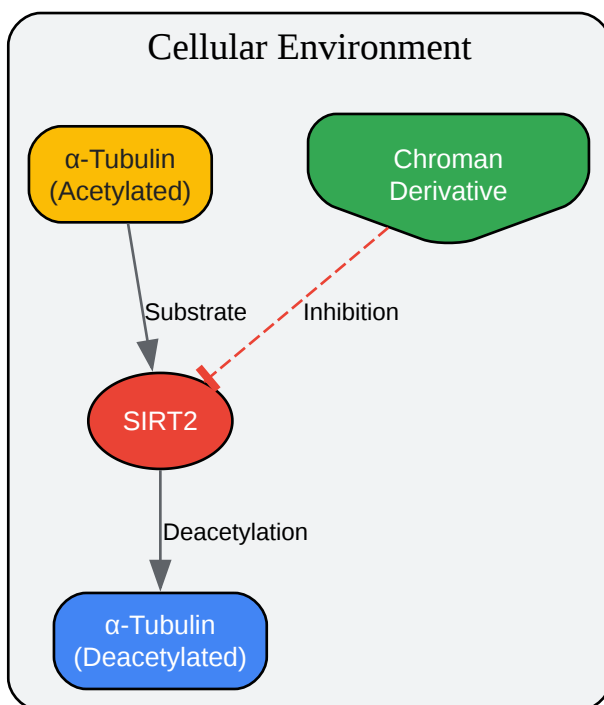 Cellular Environment
α-Tubulin
(Acetylated)
Chroman
Derivative
Substrate
Inhibition
SIRT2
Deacetylation
α-Tubulin
(Deacetylated)